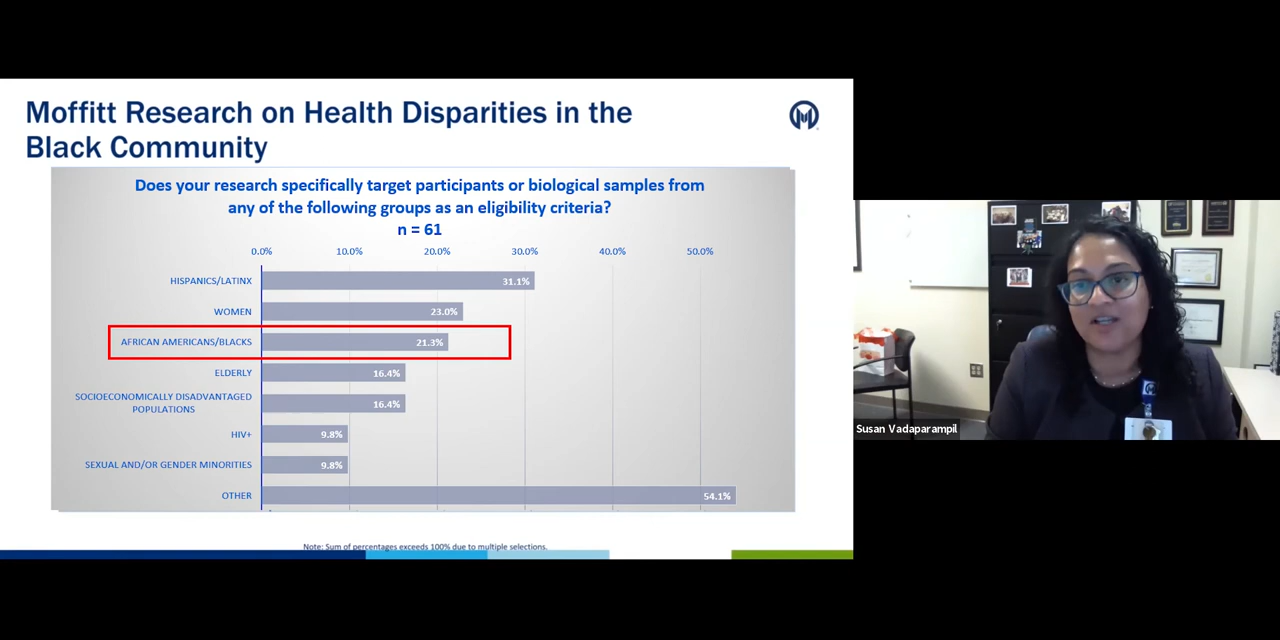 Moffitt Research on Health Disparities in the
Black Community
Does your research specifically target participants or biological samples from
any of the following groups as an eligibility criteria?
n = 61
0.0% 10.0% 20.0% 30.0% 40.0% 50.0%
HISPANICS/LATINX 31.1%
WOMEN 23.0%
AFRICAN AMERICANS/BLACKS 21.3%
ELDERLY 16.4%
SOCIOECONOMICALLY DISADVANTAGED
POPULATIONS 16.4%
HIV+ 9.8%
SEXUAL AND/OR GENDER MINORITIES 9.8%
OTHER 54.1%
Note: Sum of percentages exceeds 100% due to multiple selections.
Susan Vadaparampil